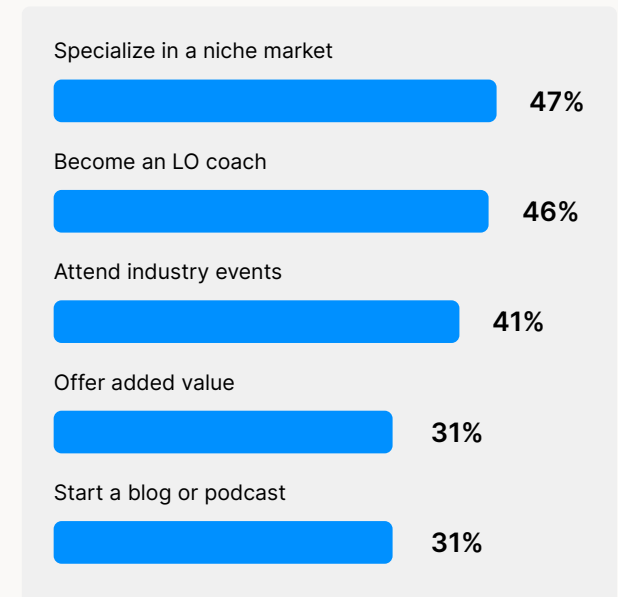 Specialize in a niche market
47%
Become an LO coach
46%
Attend industry events
41%
Offer added value
31%
Start a blog or podcast
31%